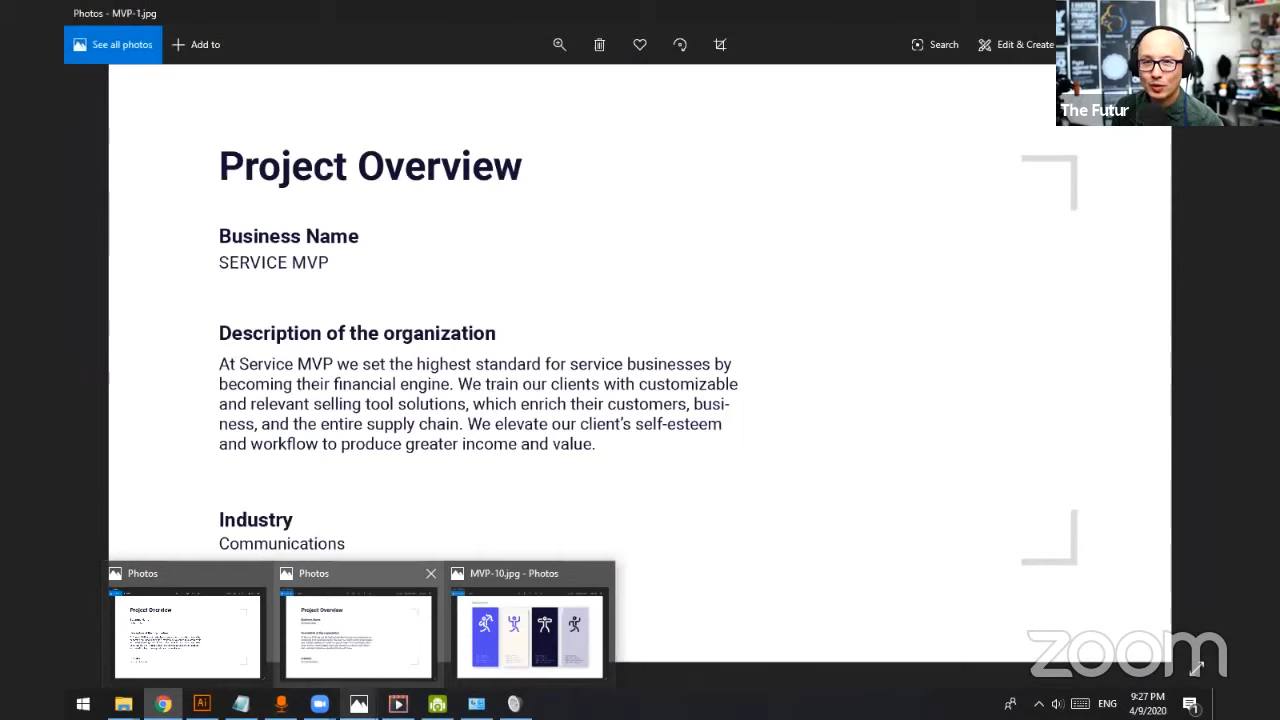 Photos - MVP-1.jpg
See all photos
Add to
Search
Edit & Create
The Futur
Project Overview
Business Name
SERVICE MVP
Description of the organization
At Service MVP we set the highest standard for service businesses by
becoming their financial engine. We train our clients with customizable
and relevant selling tool solutions, which enrich their customers, busi-
ness, and the entire supply chain. We elevate our client's self-esteem
and workflow to produce greater income and value.
Industry
Communications
Photos
Photos
MVP-10.jpg - Photos
Project Overview
Project Overview
zoom
Ai
ENG
9:27 PM
4/9/2020
1